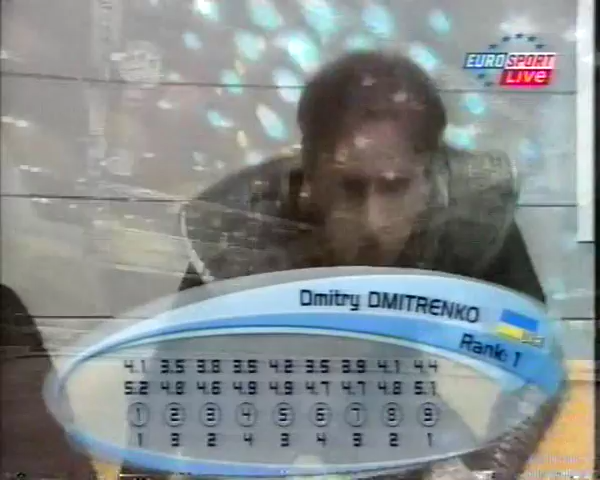 EUROSPORT
LIVE
Dmitry DMITRENKO
Rank: 1
4.1 3.5 3.8 3.5 4.2 3.5 3.9 4.1 4.4
5.2 4.8 4.6 4.9 4.9 4.7 4.7 4.8 5.1
1 2 3 4 5 6 7 8 9
1 3 2 4 3 4 3 2 1